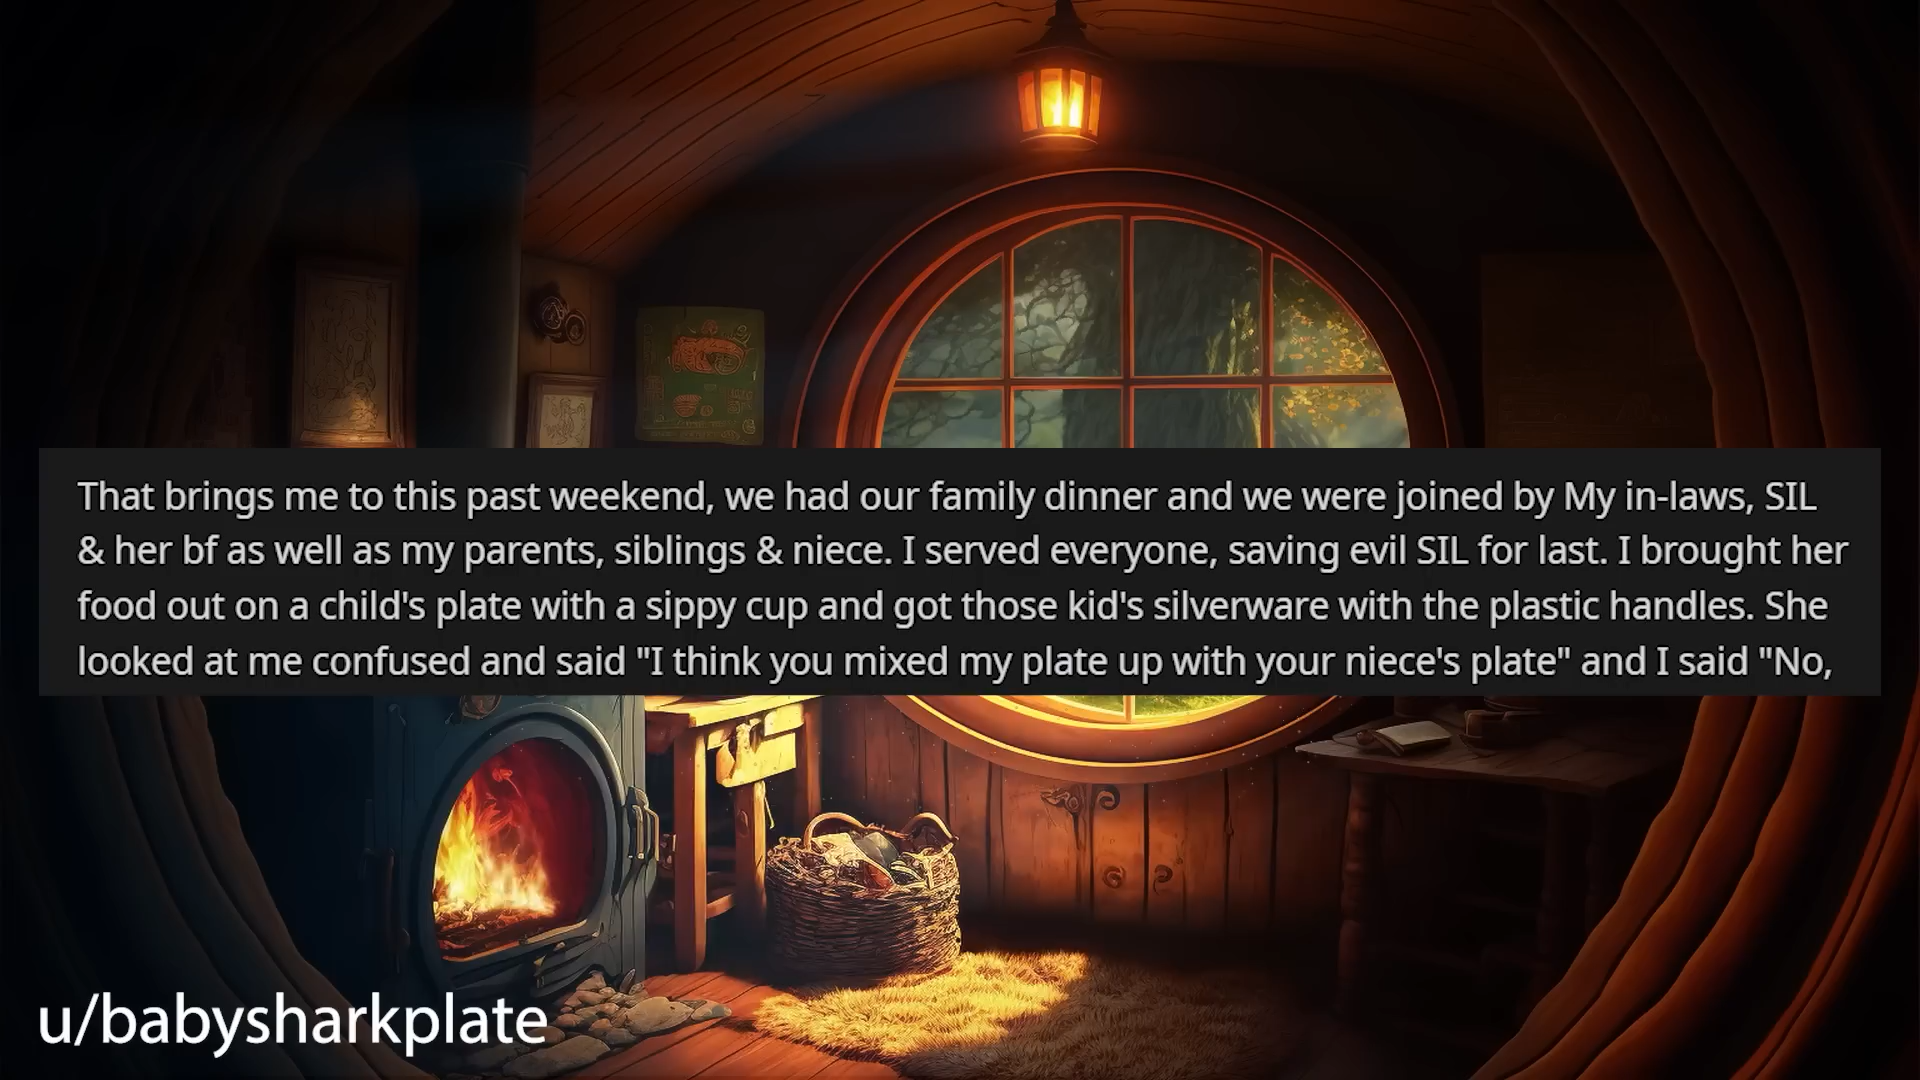 That brings me to this past weekend, we had our family dinner and we were joined by My in-laws, SIL
& her bf as well as my parents, siblings & niece. I served everyone, saving evil SIL for last. I brought her
food out on a child's plate with a sippy cup and got those kid's silverware with the plastic handles. She
looked at me confused and said "I think you mixed my plate up with your niece's plate" and I said "No,
u/babysharkplate